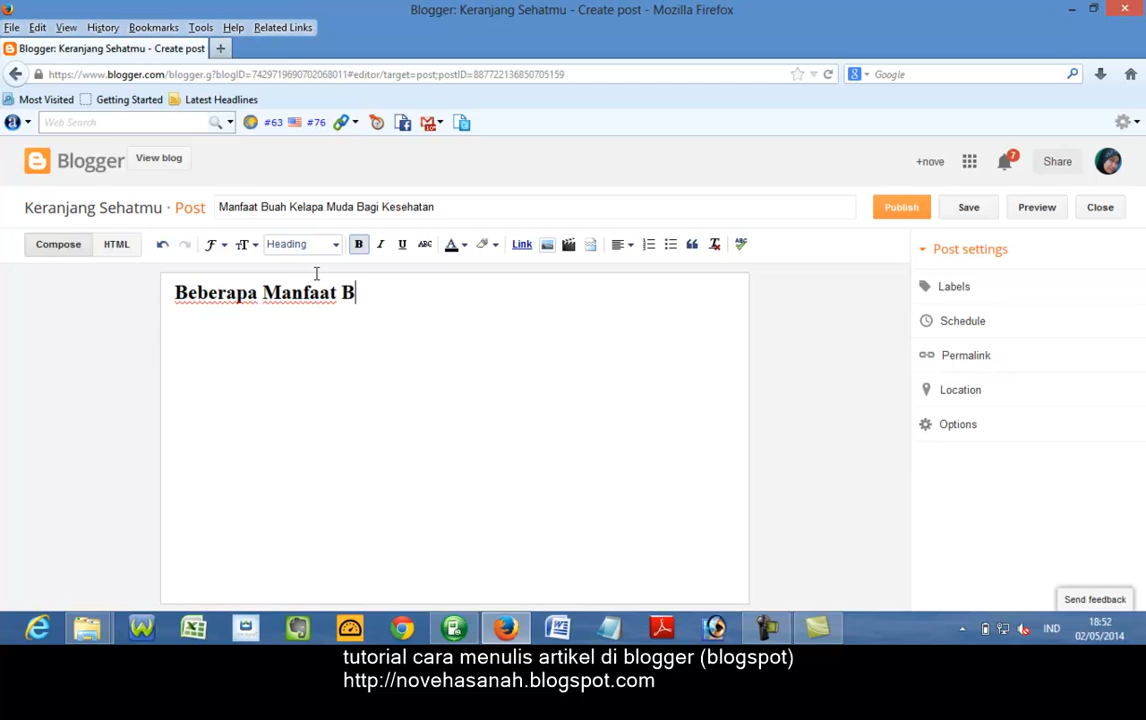 Blogger: Keranjang Sehatmu - Create post - Mozilla Firefox
File Edit View History Bookmarks Tools Help Related Links
Blogger: Keranjang Sehatmu - Create post
https://www.blogger.com/blogger.g?blogID=7429719690702068011#editor/target=post;postID=887722136850705159
Google
Most Visited Getting Started Latest Headlines
Web Search #63 #76
Blogger View blog +nove 7 Share
Keranjang Sehatmu · Post Manfaat Buah Kelapa Muda Bagi Kesehatan Publish Save Preview Close
Compose HTML Heading B I U ABC A Link
Post settings
Beberapa Manfaat B
Labels
Schedule
Permalink
Location
Options
Send feedback
IND 18:52
02/05/2014
tutorial cara menulis artikel di blogger (blogspot)
http://novehasanah.blogspot.com